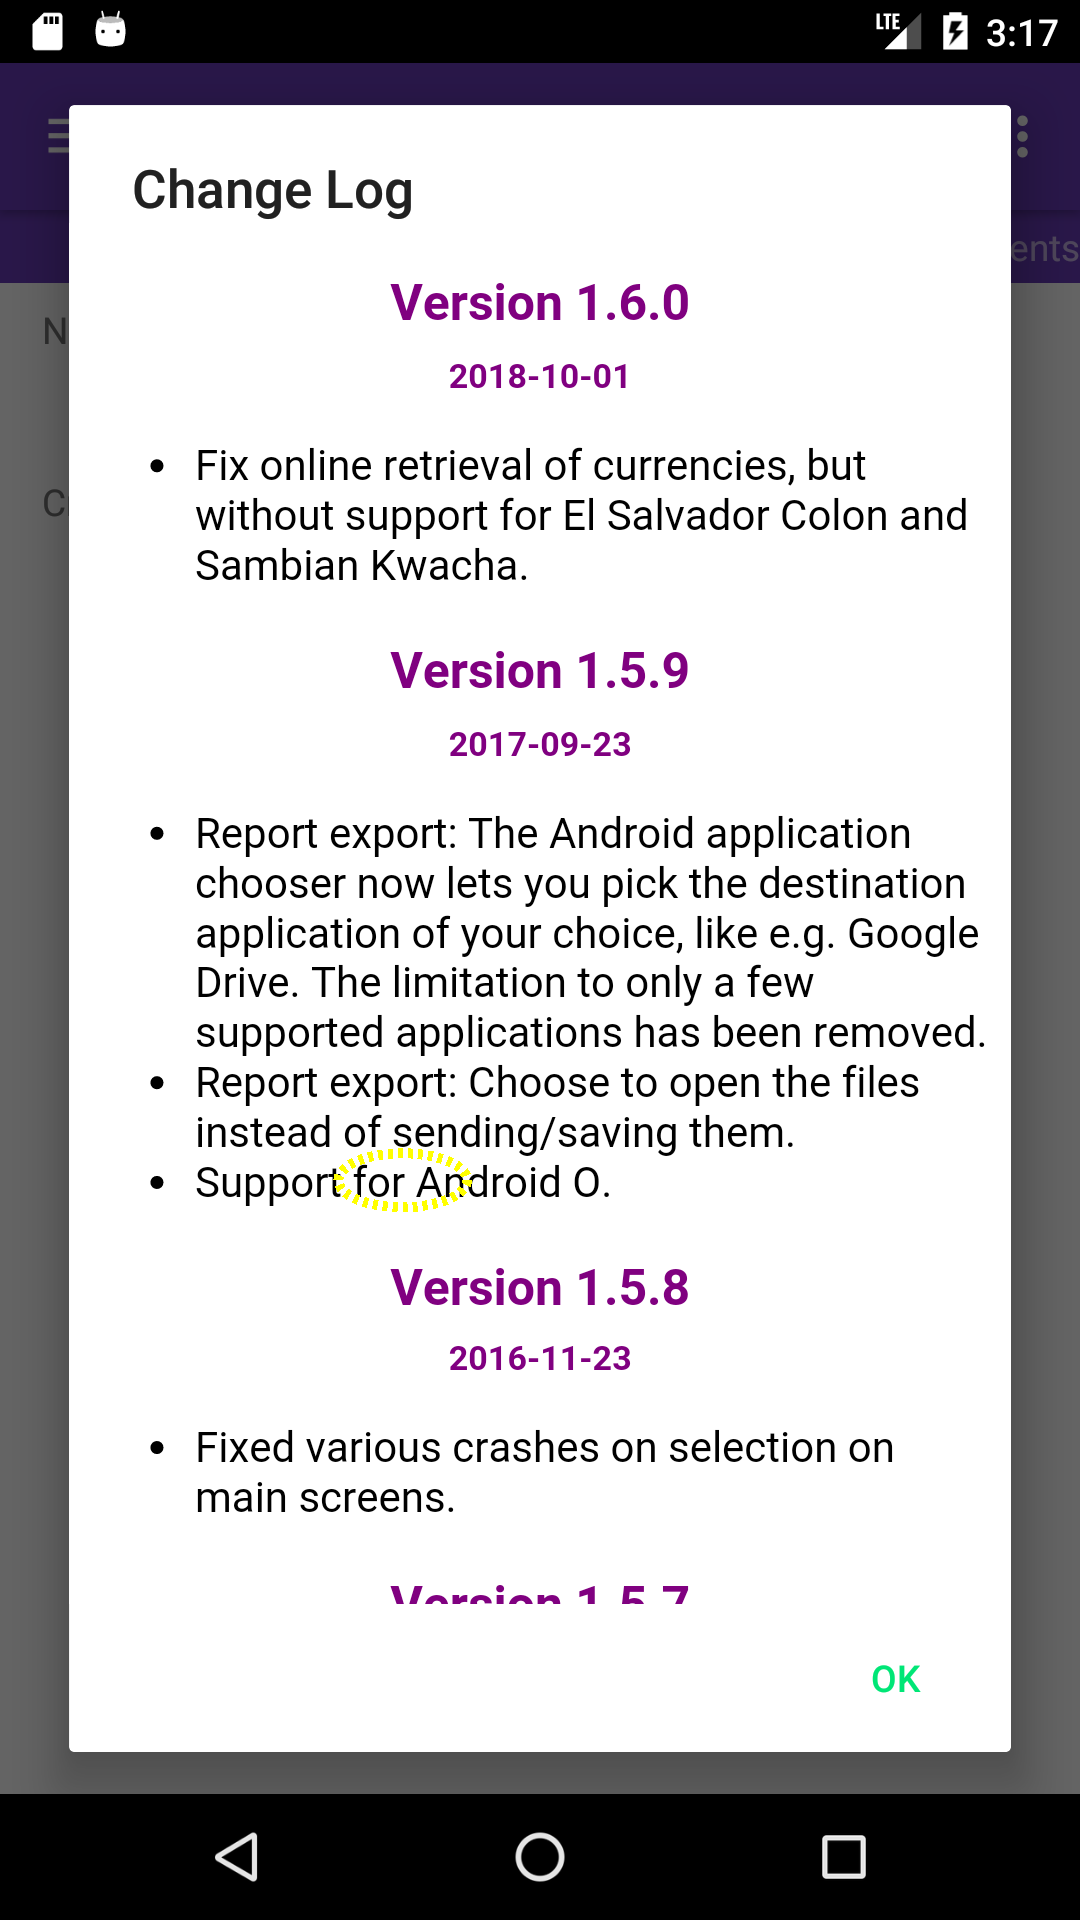 LTE 3:17
Change Log
ents
Version 1.6.0
2018-10-01
N
• Fix online retrieval of currencies, but
without support for El Salvador Colon and
C
Sambian Kwacha.
Version 1.5.9
2017-09-23
• Report export: The Android application
chooser now lets you pick the destination
application of your choice, like e.g. Google
Drive. The limitation to only a few
supported applications has been removed.
• Report export: Choose to open the files
instead of sending/saving them.
• Support for Android O.
Version 1.5.8
2016-11-23
• Fixed various crashes on selection on
main screens.
Version 1.5.7
OK